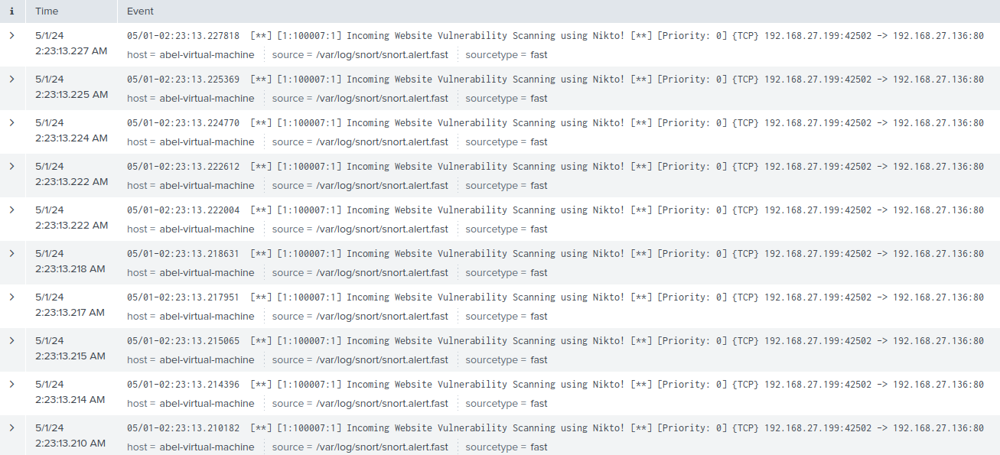 i Time Event
5/1/24 05/01-02:23:13.227818 [**] [1:100007:1] Incoming Website Vulnerability Scanning using Nikto! [**] [Priority: 0] {TCP} 192.168.27.199:42502 -> 192.168.27.136:80
2:23:13.227 AM host = abel-virtual-machine source = /var/log/snort/snort.alert.fast sourcetype = fast
5/1/24 05/01-02:23:13.225369 [**] [1:100007:1] Incoming Website Vulnerability Scanning using Nikto! [**] [Priority: 0] {TCP} 192.168.27.199:42502 -> 192.168.27.136:80
2:23:13.225 AM host = abel-virtual-machine source = /var/log/snort/snort.alert.fast sourcetype = fast
5/1/24 05/01-02:23:13.224770 [**] [1:100007:1] Incoming Website Vulnerability Scanning using Nikto! [**] [Priority: 0] {TCP} 192.168.27.199:42502 -> 192.168.27.136:80
2:23:13.224 AM host = abel-virtual-machine source = /var/log/snort/snort.alert.fast sourcetype = fast
5/1/24 05/01-02:23:13.222612 [**] [1:100007:1] Incoming Website Vulnerability Scanning using Nikto! [**] [Priority: 0] {TCP} 192.168.27.199:42502 -> 192.168.27.136:80
2:23:13.222 AM host = abel-virtual-machine source = /var/log/snort/snort.alert.fast sourcetype = fast
5/1/24 05/01-02:23:13.222004 [**] [1:100007:1] Incoming Website Vulnerability Scanning using Nikto! [**] [Priority: 0] {TCP} 192.168.27.199:42502 -> 192.168.27.136:80
2:23:13.222 AM host = abel-virtual-machine source = /var/log/snort/snort.alert.fast sourcetype = fast
5/1/24 05/01-02:23:13.218631 [**] [1:100007:1] Incoming Website Vulnerability Scanning using Nikto! [**] [Priority: 0] {TCP} 192.168.27.199:42502 -> 192.168.27.136:80
2:23:13.218 AM host = abel-virtual-machine source = /var/log/snort/snort.alert.fast sourcetype = fast
5/1/24 05/01-02:23:13.217951 [**] [1:100007:1] Incoming Website Vulnerability Scanning using Nikto! [**] [Priority: 0] {TCP} 192.168.27.199:42502 -> 192.168.27.136:80
2:23:13.217 AM host = abel-virtual-machine source = /var/log/snort/snort.alert.fast sourcetype = fast
5/1/24 05/01-02:23:13.215065 [**] [1:100007:1] Incoming Website Vulnerability Scanning using Nikto! [**] [Priority: 0] {TCP} 192.168.27.199:42502 -> 192.168.27.136:80
2:23:13.215 AM host = abel-virtual-machine source = /var/log/snort/snort.alert.fast sourcetype = fast
5/1/24 05/01-02:23:13.214396 [**] [1:100007:1] Incoming Website Vulnerability Scanning using Nikto! [**] [Priority: 0] {TCP} 192.168.27.199:42502 -> 192.168.27.136:80
2:23:13.214 AM host = abel-virtual-machine source = /var/log/snort/snort.alert.fast sourcetype = fast
5/1/24 05/01-02:23:13.210182 [**] [1:100007:1] Incoming Website Vulnerability Scanning using Nikto! [**] [Priority: 0] {TCP} 192.168.27.199:42502 -> 192.168.27.136:80
2:23:13.210 AM host = abel-virtual-machine source = /var/log/snort/snort.alert.fast sourcetype = fast